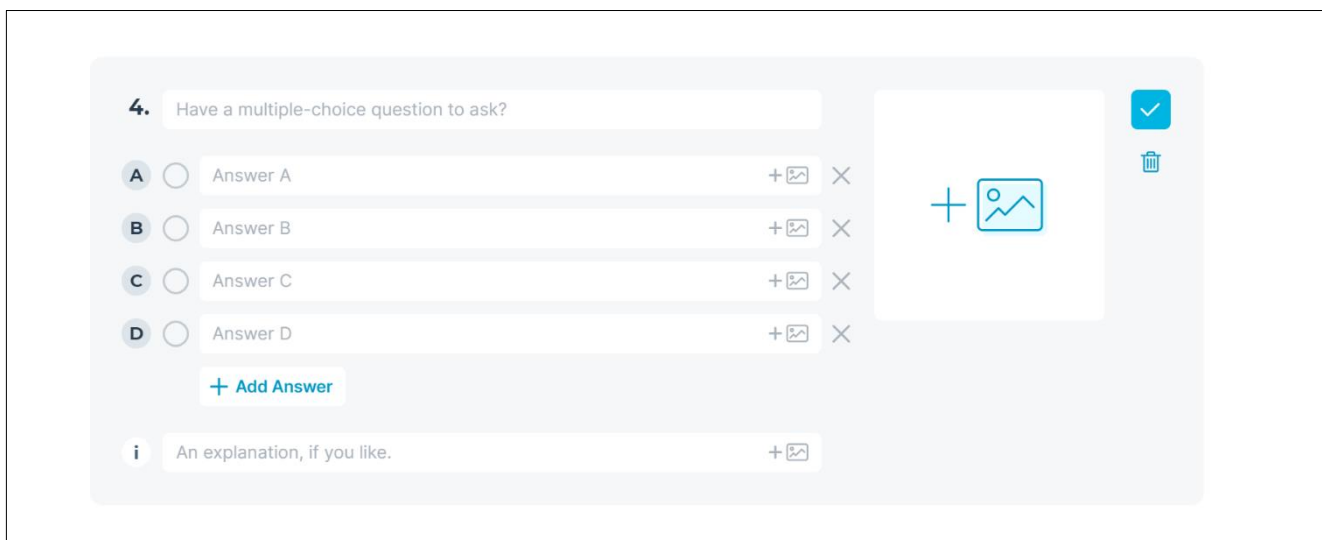 4. Have a multiple-choice question to ask?
A Answer A
B Answer B
C Answer C
D Answer D
+ Add Answer
i An explanation, if you like.